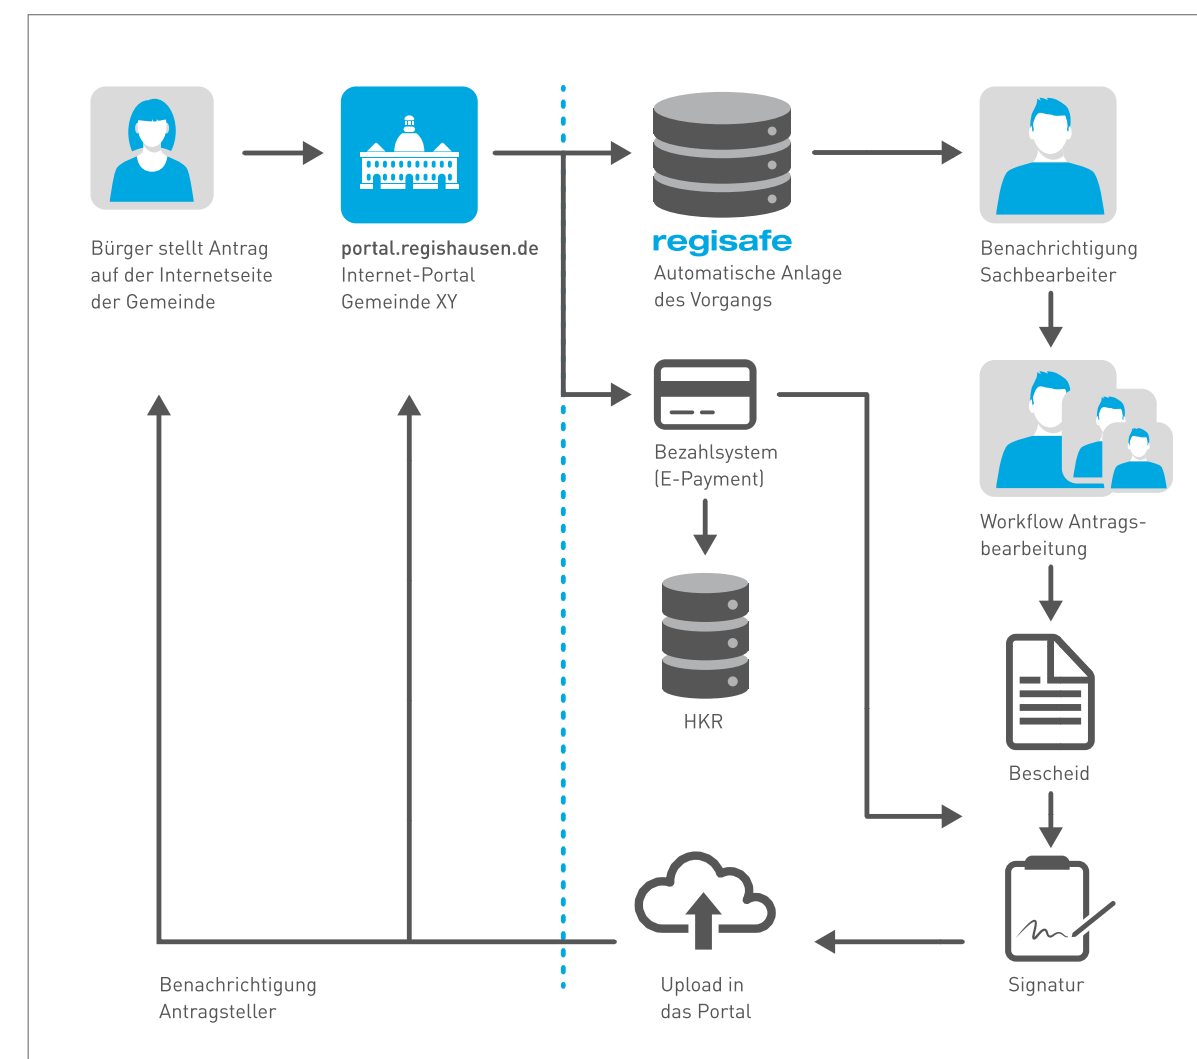 Bürger stellt Antrag
auf der Internetseite
der Gemeinde
portal.regishausen.de
Internet-Portal
Gemeinde XY
regisafe
Automatische Anlage
des Vorgangs
Benachrichtigung
Sachbearbeiter
Bezahlsystem
(E-Payment)
Workflow Antrags-
bearbeitung
HKR
Bescheid
Benachrichtigung
Antragsteller
Upload in
das Portal
Signatur